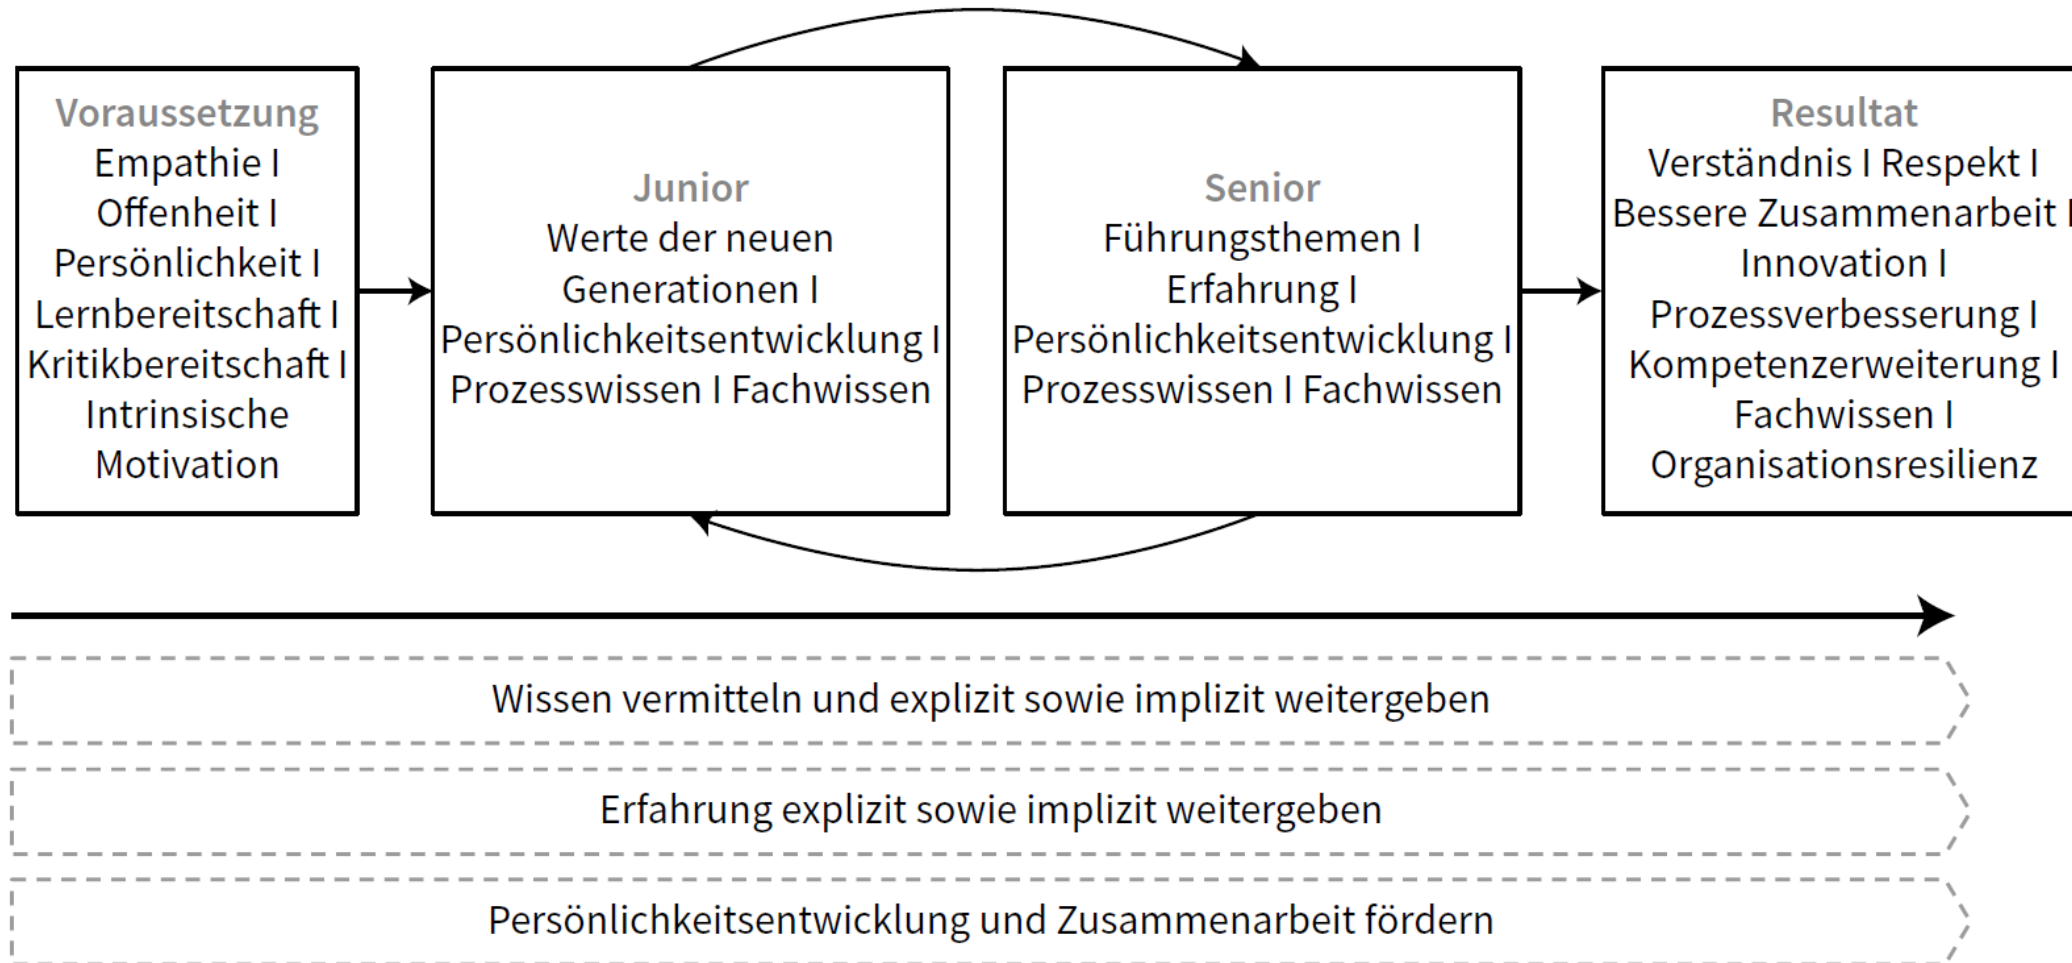 Voraussetzung
Empathie I
Offenheit I
Persönlichkeit I
Lernbereitschaft I
Kritikbereitschaft I
Intrinsische
Motivation
Junior
Werte der neuen
Generationen I
Persönlichkeitsentwicklung I
Prozesswissen I Fachwissen
Senior
Führungsthemen I
Erfahrung I
Persönlichkeitsentwicklung I
Prozesswissen I Fachwissen
Resultat
Verständnis I Respekt I
Bessere Zusammenarbeit I
Innovation I
Prozessverbesserung I
Kompetenzerweiterung I
Fachwissen I
Organisationsresilienz
Wissen vermitteln und explizit sowie implizit weitergeben
Erfahrung explizit sowie implizit weitergeben
Persönlichkeitsentwicklung und Zusammenarbeit fördern